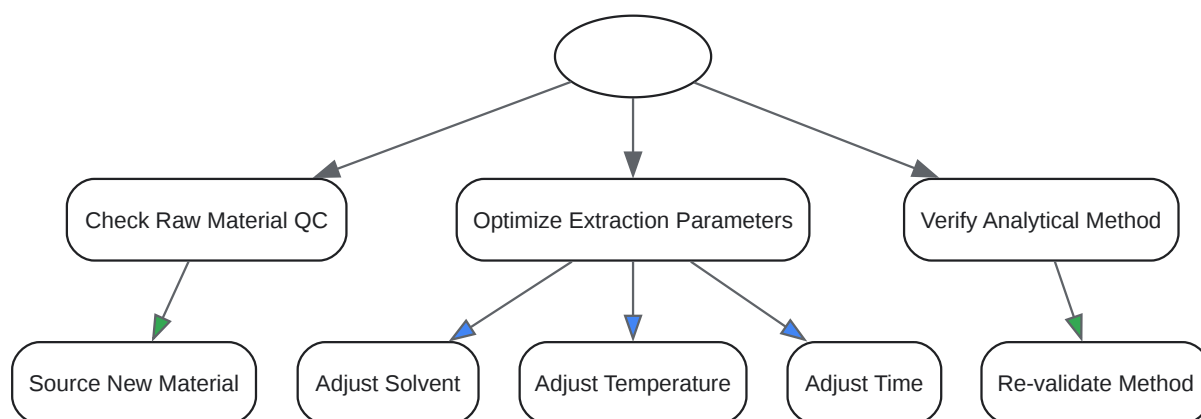 Check Raw Material QC
Optimize Extraction Parameters
Verify Analytical Method
Source New Material
Adjust Solvent
Adjust Temperature
Adjust Time
Re-validate Method